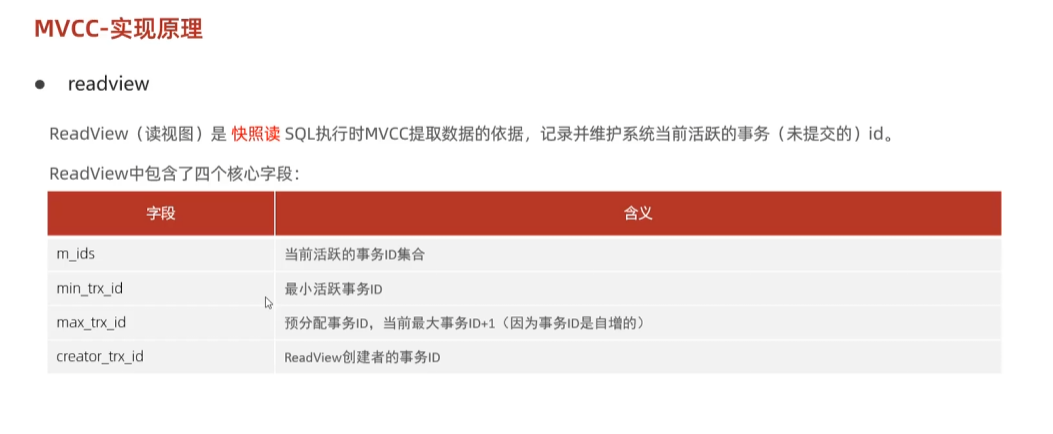 MVCC-实现原理
● readview
ReadView（读视图）是 快照读 SQL执行时MVCC提取数据的依据，记录并维护系统当前活跃的事务（未提交的）id。
ReadView中包含了四个核心字段：
字段 含义
m_ids 当前活跃的事务ID集合
min_trx_id 最小活跃事务ID
max_trx_id 预分配事务ID，当前最大事务ID+1（因为事务ID是自增的）
creator_trx_id ReadView创建者的事务ID